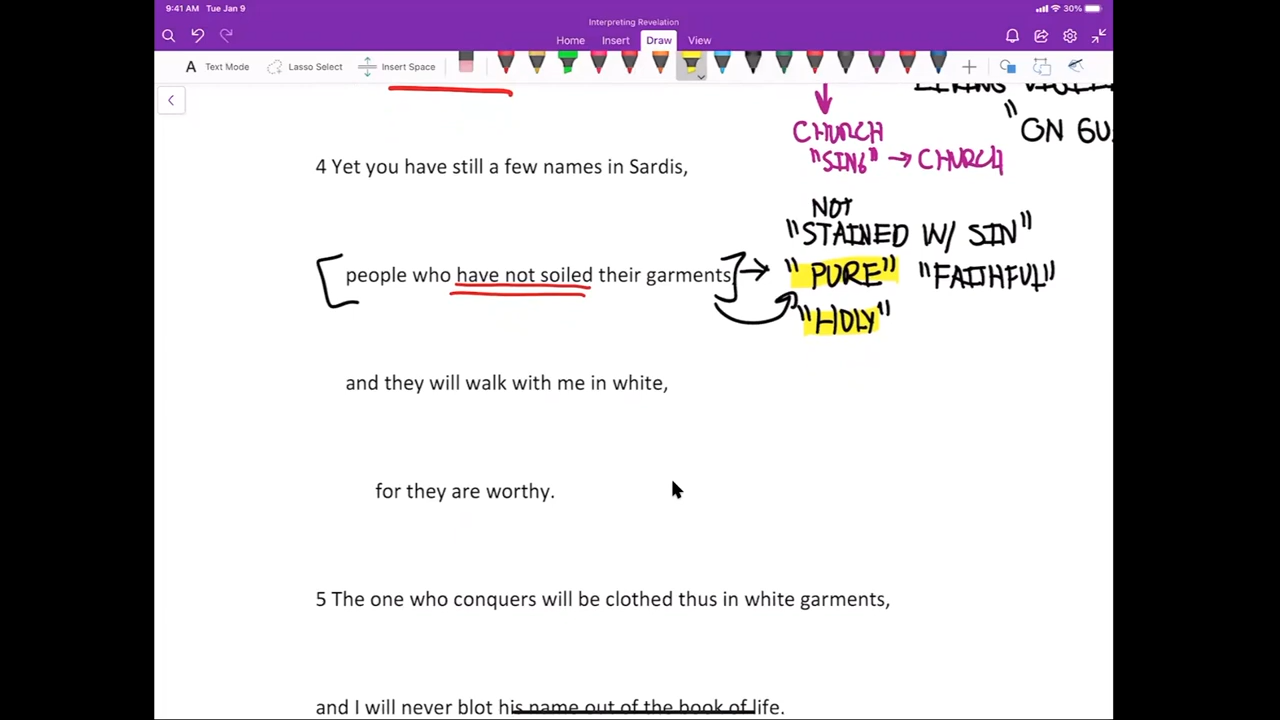 9:41 AM Tue Jan 9
30%
Interpreting Revelation
Home Insert Draw View
A Text Mode Lasso Select Insert Space
"ON GU
CHURCH
"SING" → CHURCH
4 Yet you have still a few names in Sardis,
NOT
"STAINED W/ SIN"
people who have not soiled their garments, → "PURE" "FAITHFUL"
"HOLY"
and they will walk with me in white,
for they are worthy.
5 The one who conquers will be clothed thus in white garments,
and I will never blot his name out of the book of life.